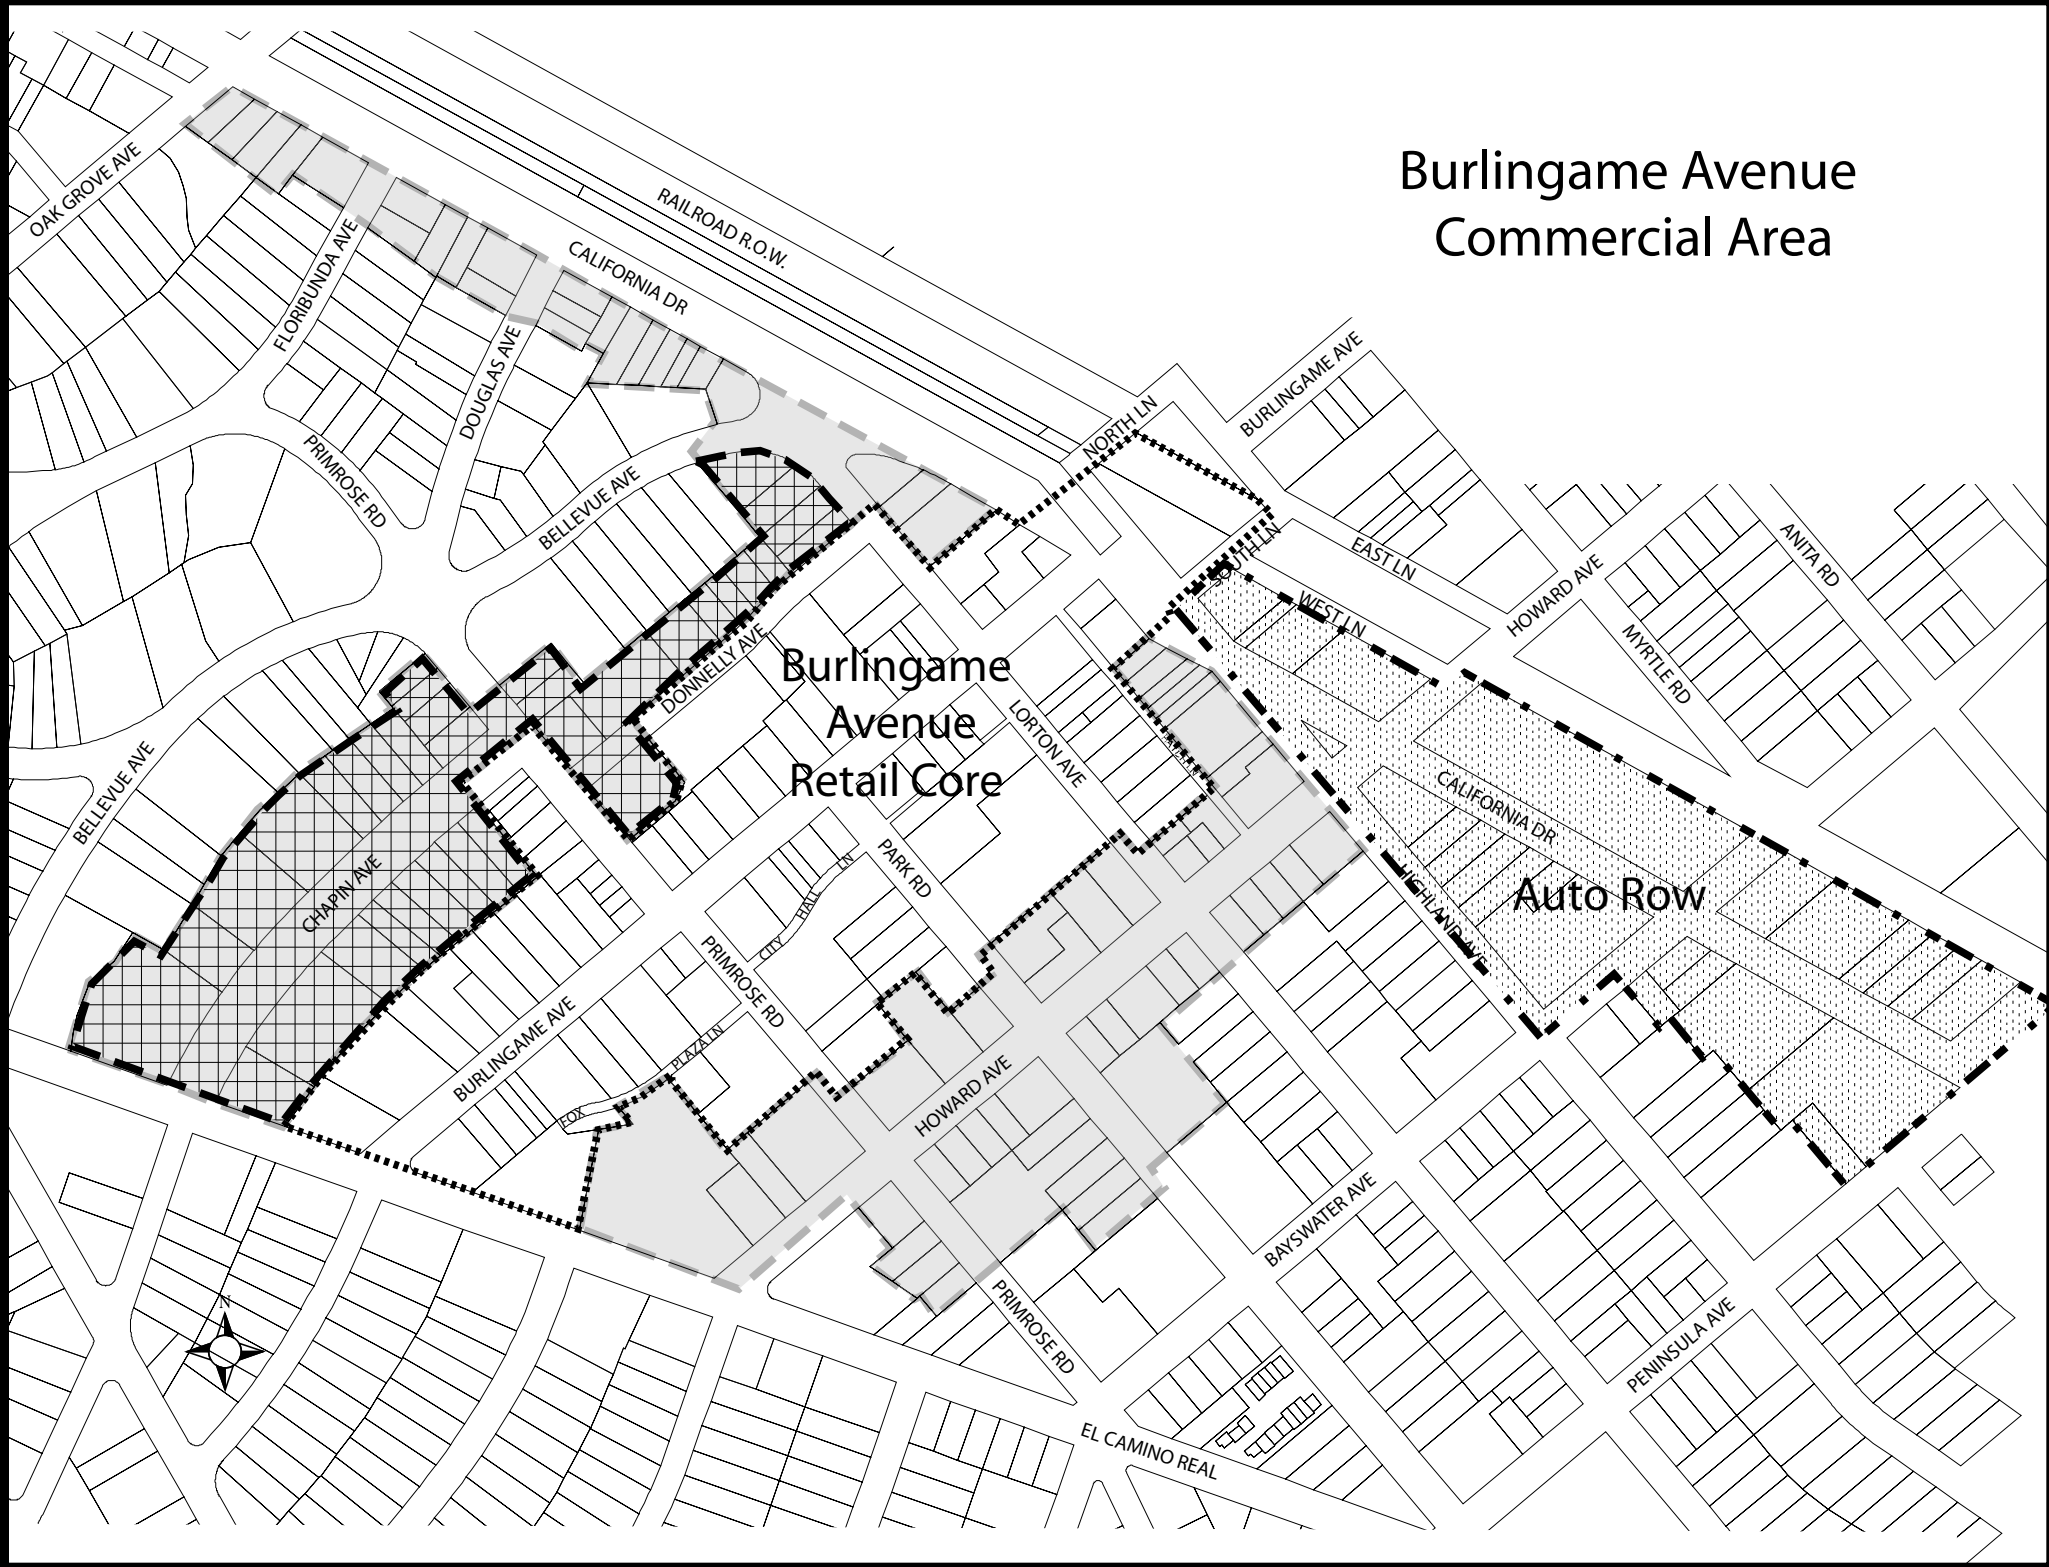 Burlingame Avenue
Commercial Area
OAK GROVE AVE
RAILROAD R.O.W.
CALIFORNIA DR
FLORIBUNDA AVE
DOUGLAS AVE
PRIMROSE RD
BELLEVUE AVE
NORTH LN
BURLINGAME AVE
SOUTH LN
EAST LN
WEST LN
HOWARD AVE
ANITA RD
MYRTLE RD
DONNELLY AVE
Burlingame
Avenue
Retail Core
LORTON AVE
BELLEVUE AVE
CHAPIN AVE
CITY HALL LN
PARK RD
CALIFORNIA DR
Auto Row
HIGHLAND AVE
PRIMROSE RD
BURLINGAME AVE
FOX PLAZA LN
HOWARD AVE
BAYSWATER AVE
PRIMROSE RD
PENINSULA AVE
EL CAMINO REAL
N